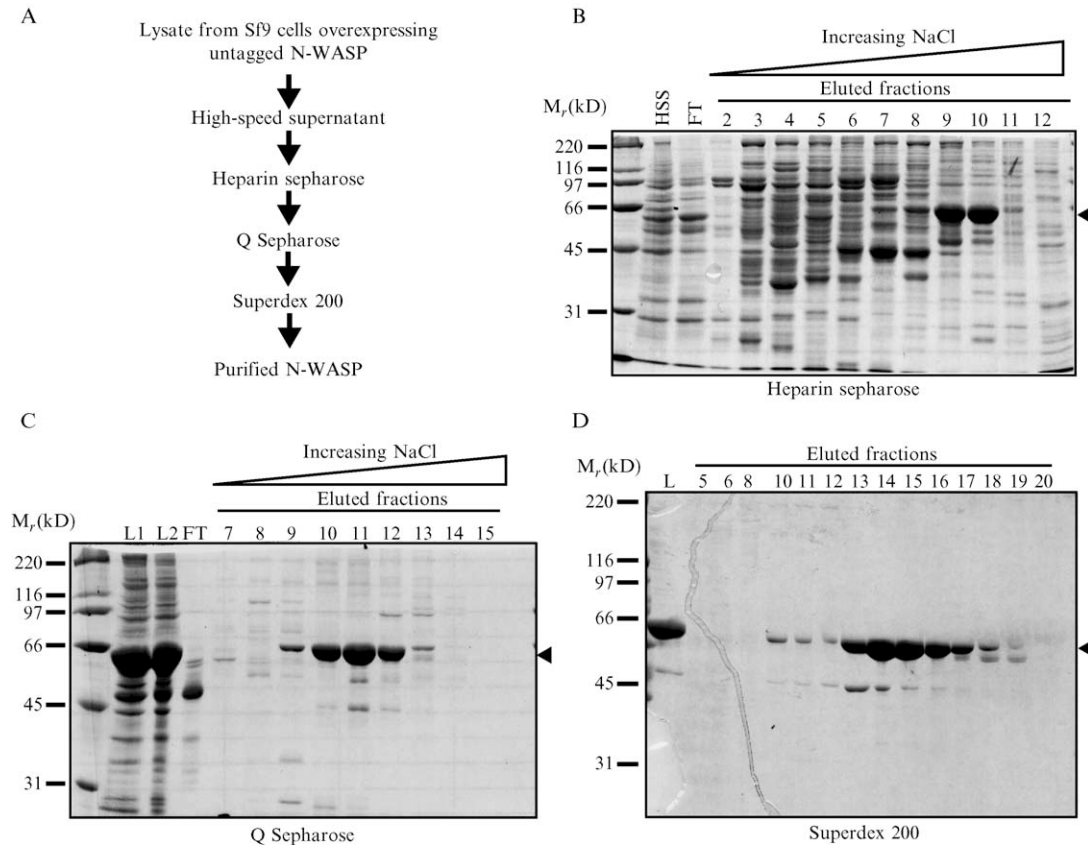 A
Lysate from Sf9 cells overexpressing
untagged N-WASP
High-speed supernatant
Heparin sepharose
Q Sepharose
Superdex 200
Purified N-WASP
B
Increasing NaCl
Eluted fractions
Mr(kD) HSS FT 2 3 4 5 6 7 8 9 10 11 12
220
116
97
66
45
31
Heparin sepharose
C
Increasing NaCl
Eluted fractions
Mr(kD) L1 L2 FT 7 8 9 10 11 12 13 14 15
220
116
97
66
45
31
Q Sepharose
D
Eluted fractions
Mr(kD) L 5 6 8 10 11 12 13 14 15 16 17 18 19 20
220
116
97
66
45
31
Superdex 200